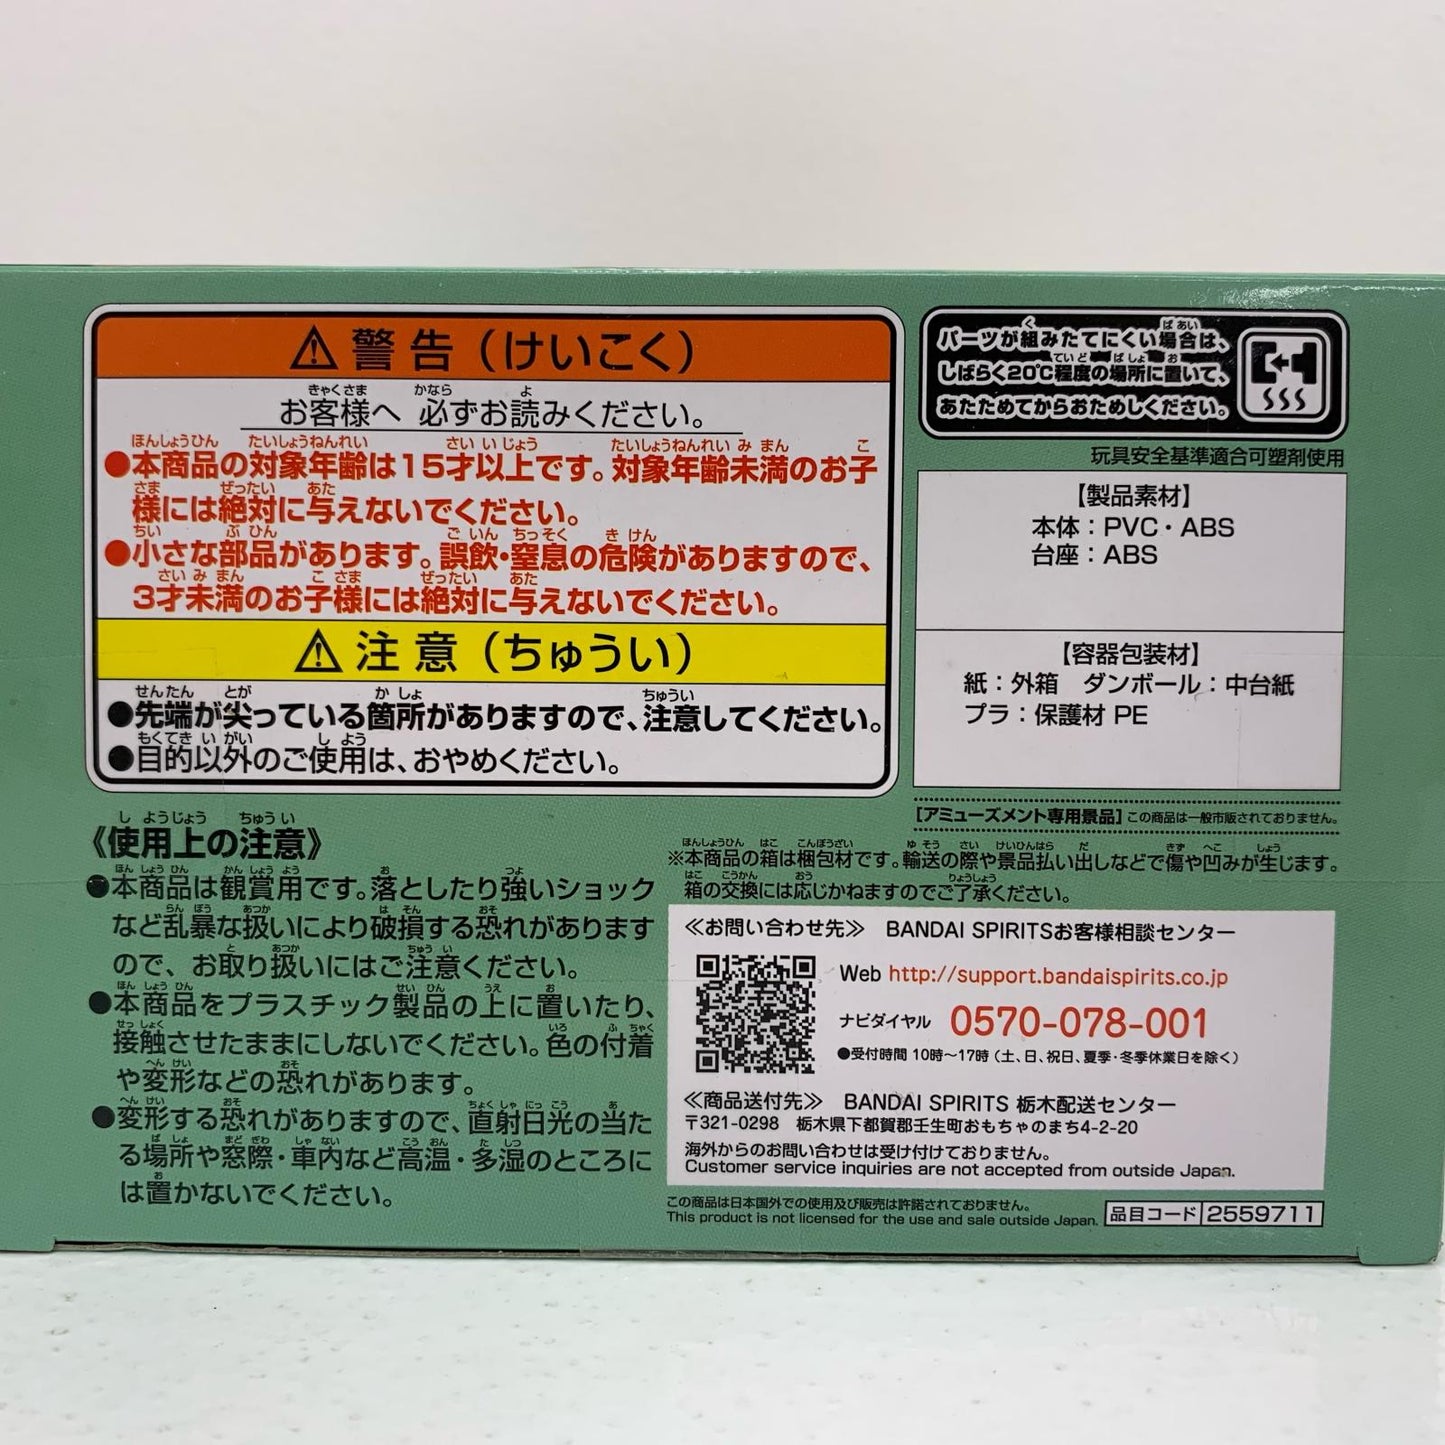 ⚠警告（けいこく）
お客様へ 必ずお読みください。
●本商品の対象年齢は15才以上です。対象年齢未満のお子
様には絶対に与えないでください。
●小さな部品があります。誤飲・窒息の危険がありますので、
3才未満のお子様には絶対に与えないでください。
⚠注意（ちゅうい）
●先端が尖っている箇所がありますので、注意してください。
●目的以外のご使用は、おやめください。
《使用上の注意》
●本商品は観賞用です。落としたり強いショック
など乱暴な扱いにより破損する恐れがあります
ので、お取り扱いにはご注意ください。
●本商品をプラスチック製品の上に置いたり、
接触させたままにしないでください。色の付着
や変形などの恐れがあります。
●変形する恐れがありますので、直射日光の当た
る場所や窓際・車内など高温・多湿のところに
は置かないでください。
パーツが組みたてにくい場合は、
しばらく20℃程度の場所に置いて、
あたためてからおためしください。
玩具安全基準適合可塑剤使用
【製品素材】
本体：PVC・ABS
台座：ABS
【容器包装材】
紙：外箱　ダンボール：中台紙
プラ：保護材 PE
［アミューズメント専用景品］この商品は一般市販されておりません。
※本商品の箱は梱包材です。輸送の際や景品払い出しなどで傷や凹みが生じます。
箱の交換には応じかねますのでご了承ください。
≪お問い合わせ先≫　BANDAI SPIRITSお客様相談センター
Web http://support.bandaispirits.co.jp
ナビダイヤル 0570-078-001
●受付時間 10時～17時（土、日、祝日、夏季・冬季休業日を除く）
≪商品送付先≫　BANDAI SPIRITS 栃木配送センター
〒321-0298　栃木県下都賀郡壬生町おもちゃのまち4-2-20
海外からのお問い合わせは受け付けておりません。
Customer service inquiries are not accepted from outside Japan.
この商品は日本国外での使用及び販売は許諾されておりません。
This product is not licensed for the use and sale outside Japan.
品目コード 2559711